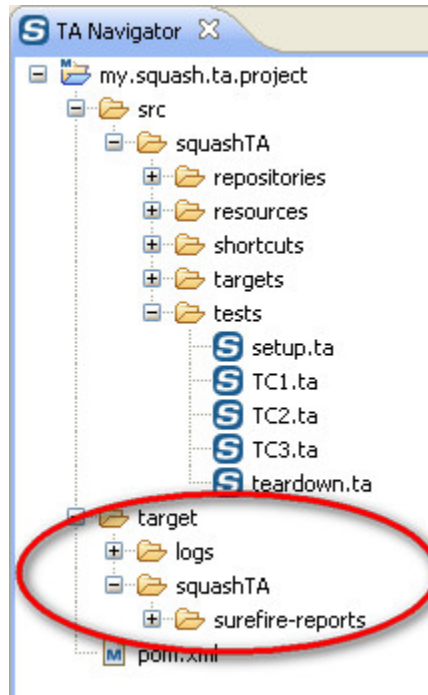 TA Navigator
my.squash.ta.project
src
squashTA
repositories
resources
shortcuts
targets
tests
setup.ta
TC1.ta
TC2.ta
TC3.ta
teardown.ta
target
logs
squashTA
surefire-reports
pom.xml